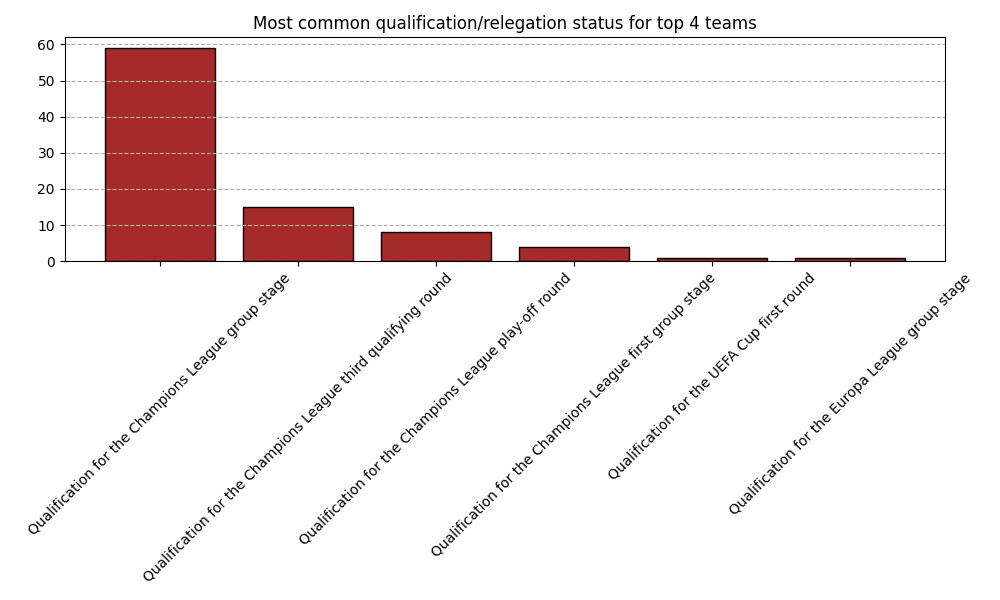 Most common qualification/relegation status for top 4 teams
60
50
40
30
20
10
0
Qualification for the Champions League group stage
Qualification for the Champions League third qualifying round
Qualification for the Champions League play-off round
Qualification for the Champions League first group stage
Qualification for the UEFA Cup first round
Qualification for the Europa League group stage